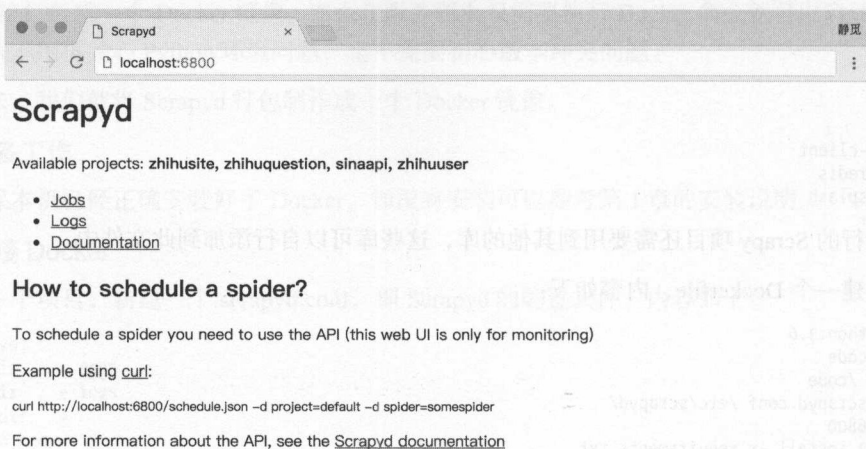 Scrapyd
静觅
localhost:6800
Scrapyd
Available projects: zhihusite, zhihuquestion, sinaapi, zhihuuser
Jobs
Logs
Documentation
How to schedule a spider?
To schedule a spider you need to use the API (this web UI is only for monitoring)
Example using curl:
curl http://localhost:6800/schedule.json –d project=default –d spider=somespider
For more information about the API, see the Scrapyd documentation